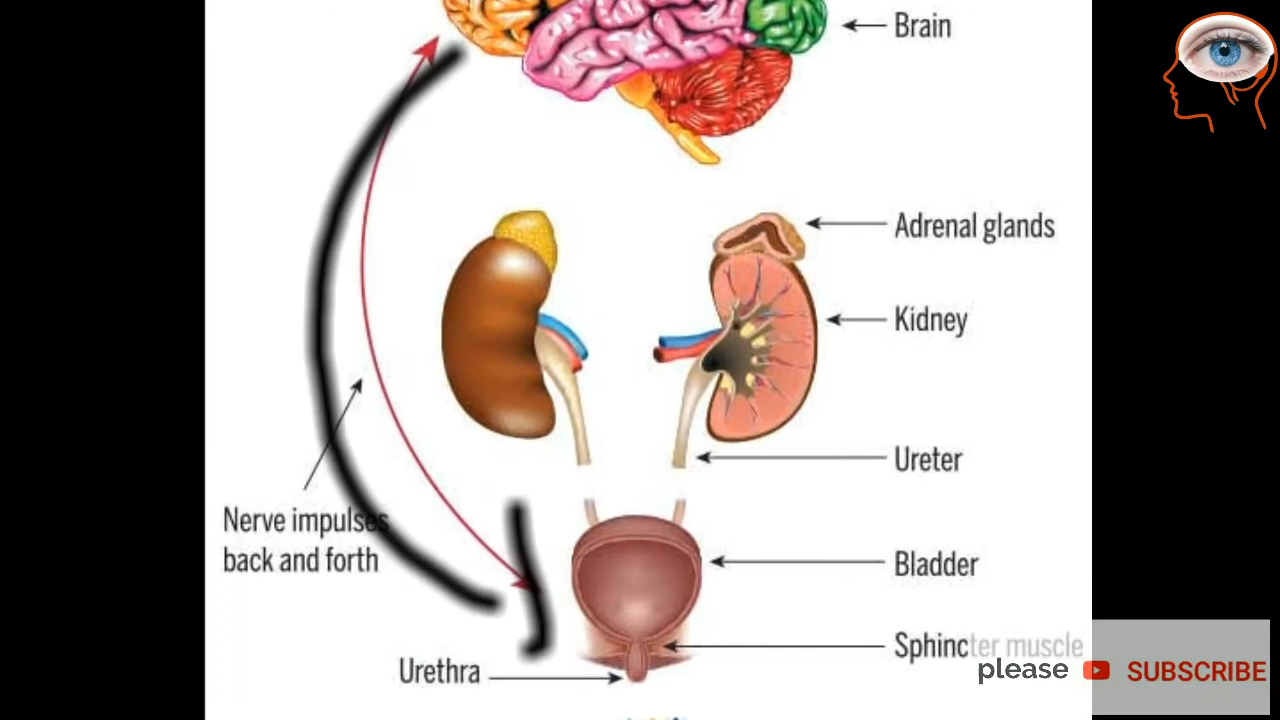 Brain
Adrenal glands
Kidney
Ureter
Nerve impulses
back and forth
Bladder
Sphincter muscle
Urethra
please SUBSCRIBE